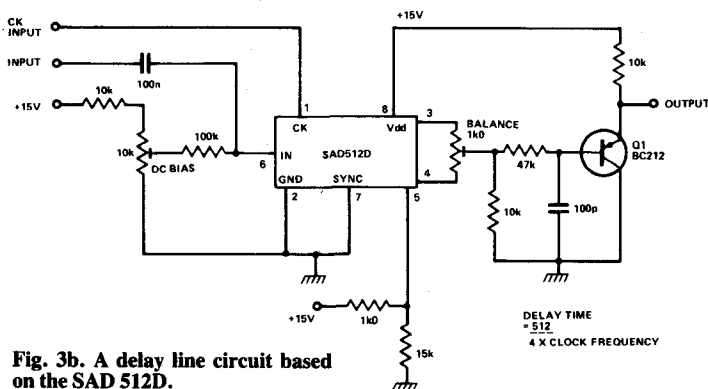 CK
INPUT
INPUT
+15V
10k
100n
10k
DC BIAS
100k
+15V
1
8
CK
Vdd
3
6
IN
SAD512D
4
GND
SYNC
2
7
5
BALANCE
1k0
47k
10k
100p
10k
OUTPUT
Q1
BC212
+15V
1k0
15k
DELAY TIME
= 512
4 X CLOCK FREQUENCY
Fig. 3b. A delay line circuit based
on the SAD 512D.